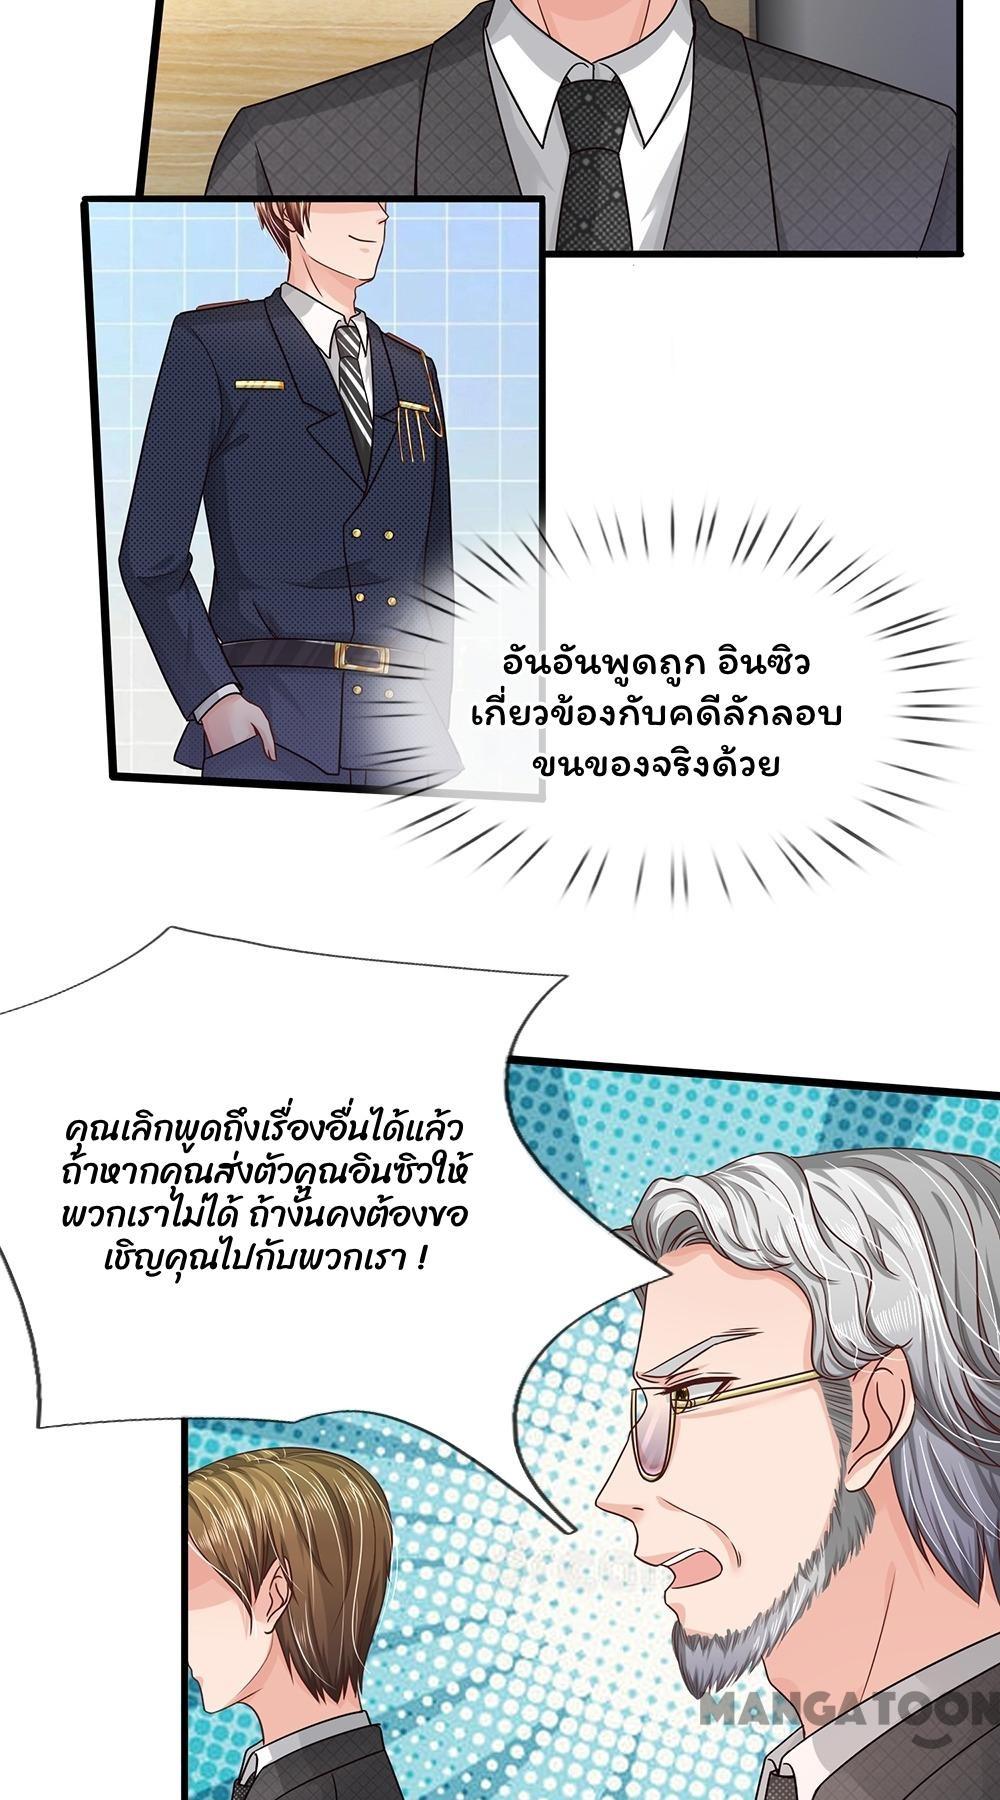 อันอันพูดถูก อินซิว
เกี่ยวข้องกับคดีลักลอบ
ขนของจริงด้วย
คุณเลิกพูดถึงเรื่องอื่นได้แล้ว
ถ้าหากคุณส่งตัวคุณอินซิวให้
พวกเราไม่ได้ ถ้างั้นคงต้องขอ
เชิญคุณไปกับพวกเรา !
MANGATOON